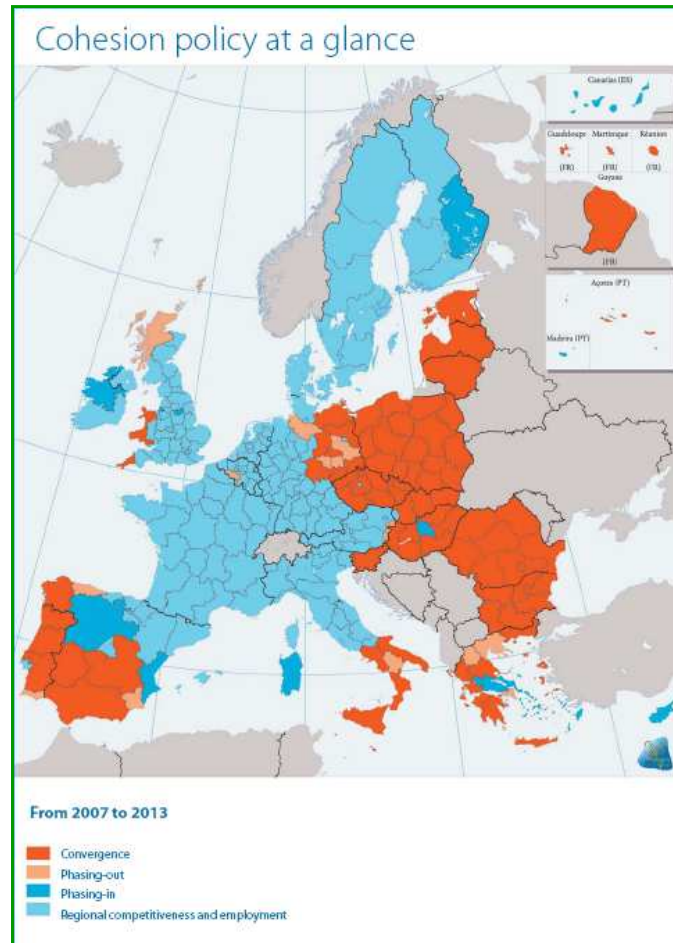 Cohesion policy at a glance
Canarias (ES)
Guadeloupe Martinique Réunion
(FR) (FR) (FR)
Guyane
(FR)
Açores (PT)
Madeira (PT)
From 2007 to 2013
Convergence
Phasing-out
Phasing-in
Regional competitiveness and employment